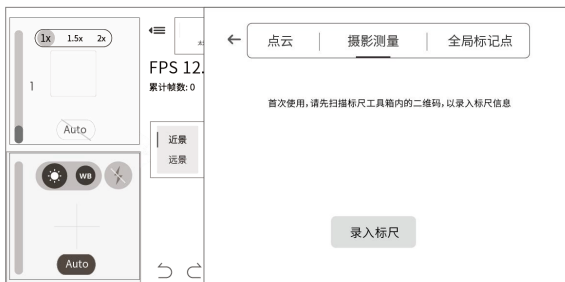 1x 1.5x 2x
1
Auto
WB
Auto
FPS 12.
累计帧数: 0
近景
远景
点云 摄影测量 全局标记点
首次使用,请先扫描标尺工具箱内的二维码,以录入标尺信息
录入标尺